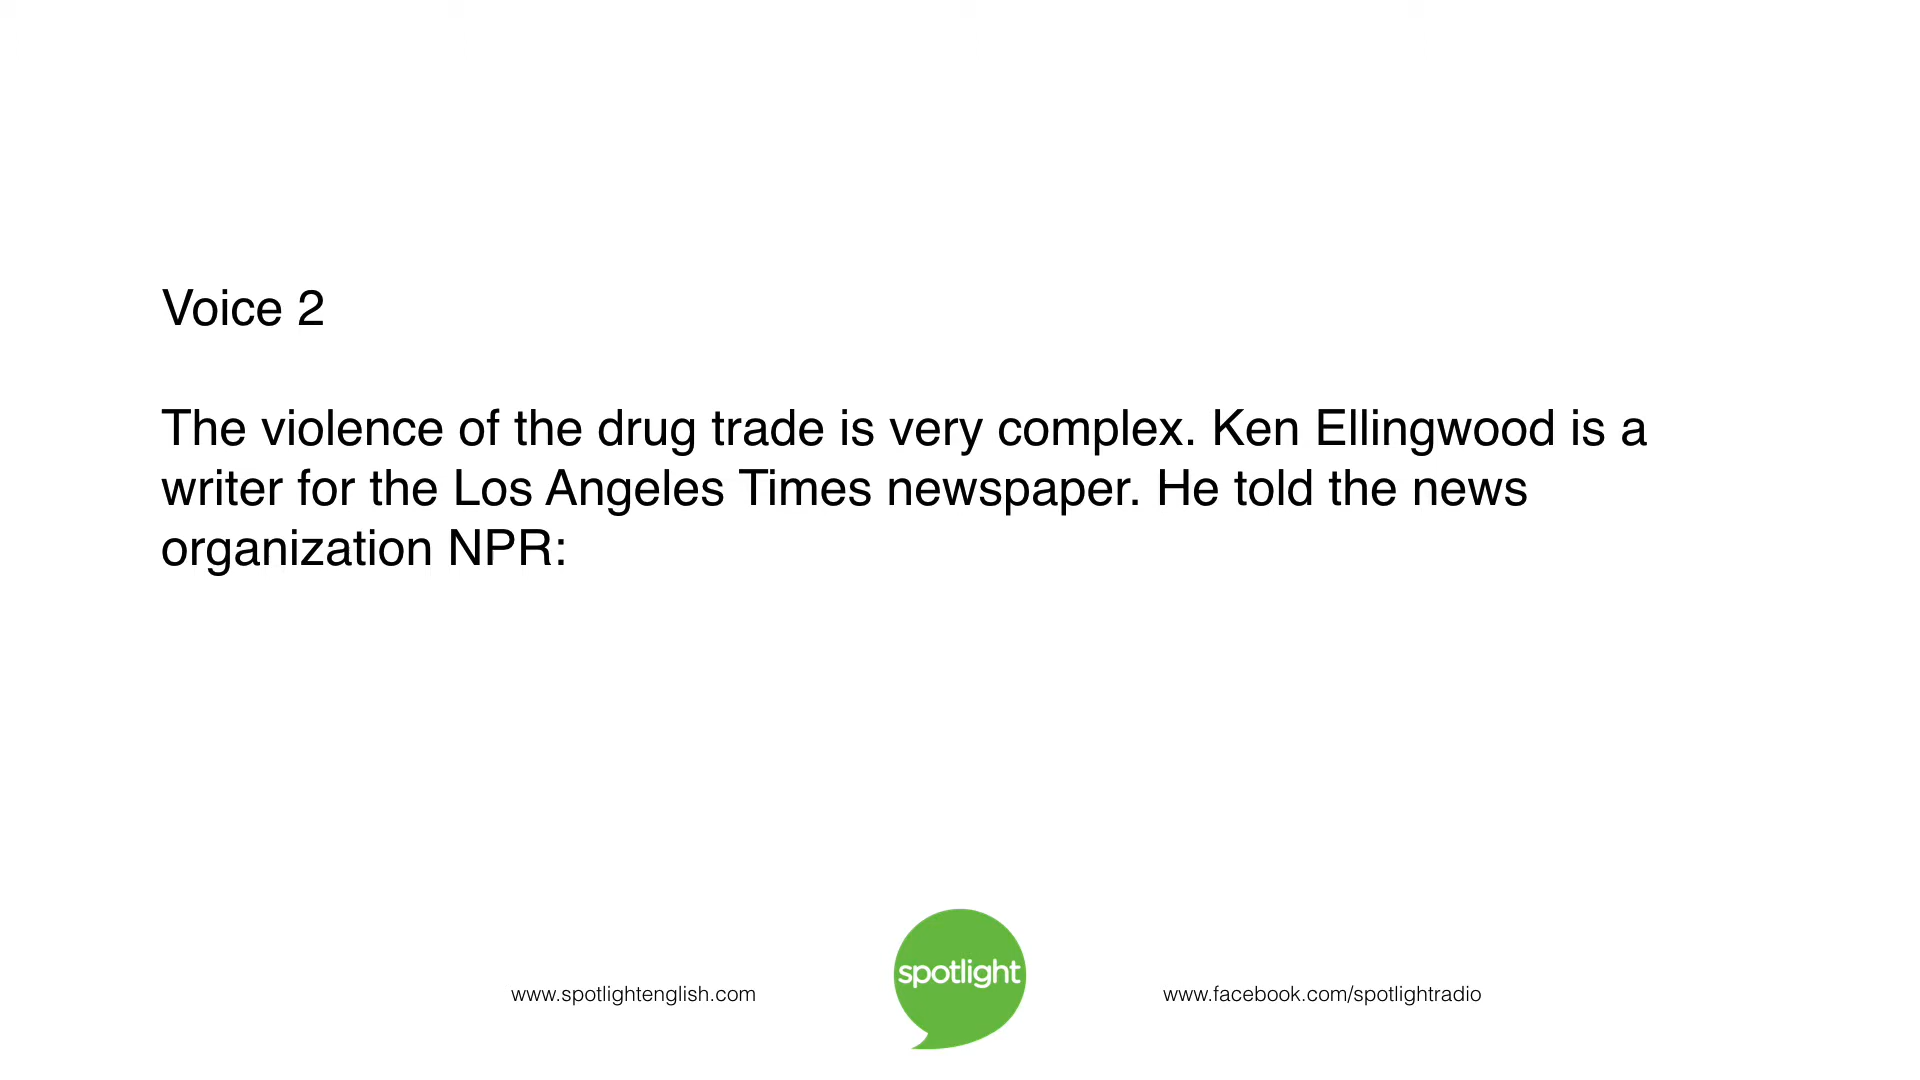 Voice 2
The violence of the drug trade is very complex. Ken Ellingwood is a
writer for the Los Angeles Times newspaper. He told the news
organization NPR:
spotlight
www.spotlightenglish.com
www.facebook.com/spotlightradio